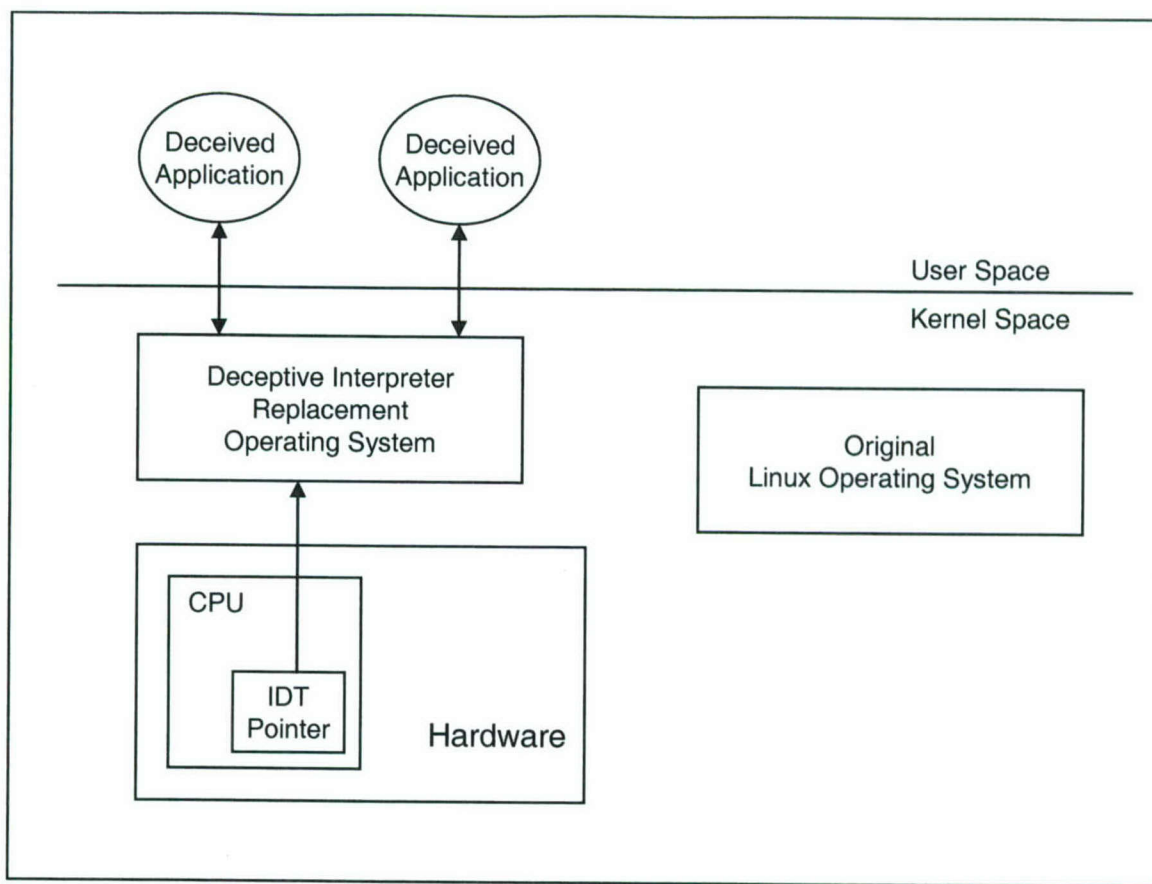 Deceived
Application
Deceived
Application
User Space
Kernel Space
Deceptive Interpreter
Replacement
Operating System
Original
Linux Operating System
CPU
IDT
Pointer
Hardware